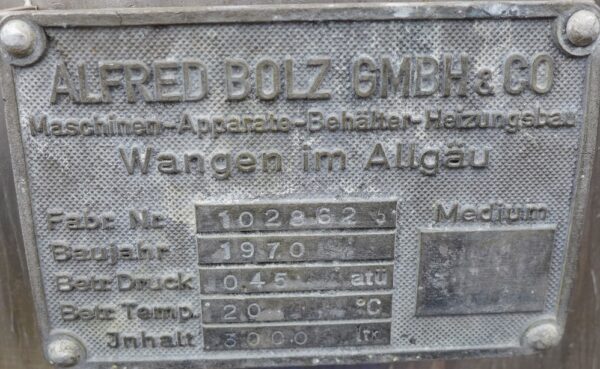 ALFRED BOLZ GMBH & CO
Maschinen-Apparate-Behälter-Heizungsbau
Wangen im Allgäu
Fabr. Nr. 102862
Baujahr 1970
Betr. Druck 0.45 atü
Betr. Temp. 20 °C
Jnhalt 3000 ltr.
Medium